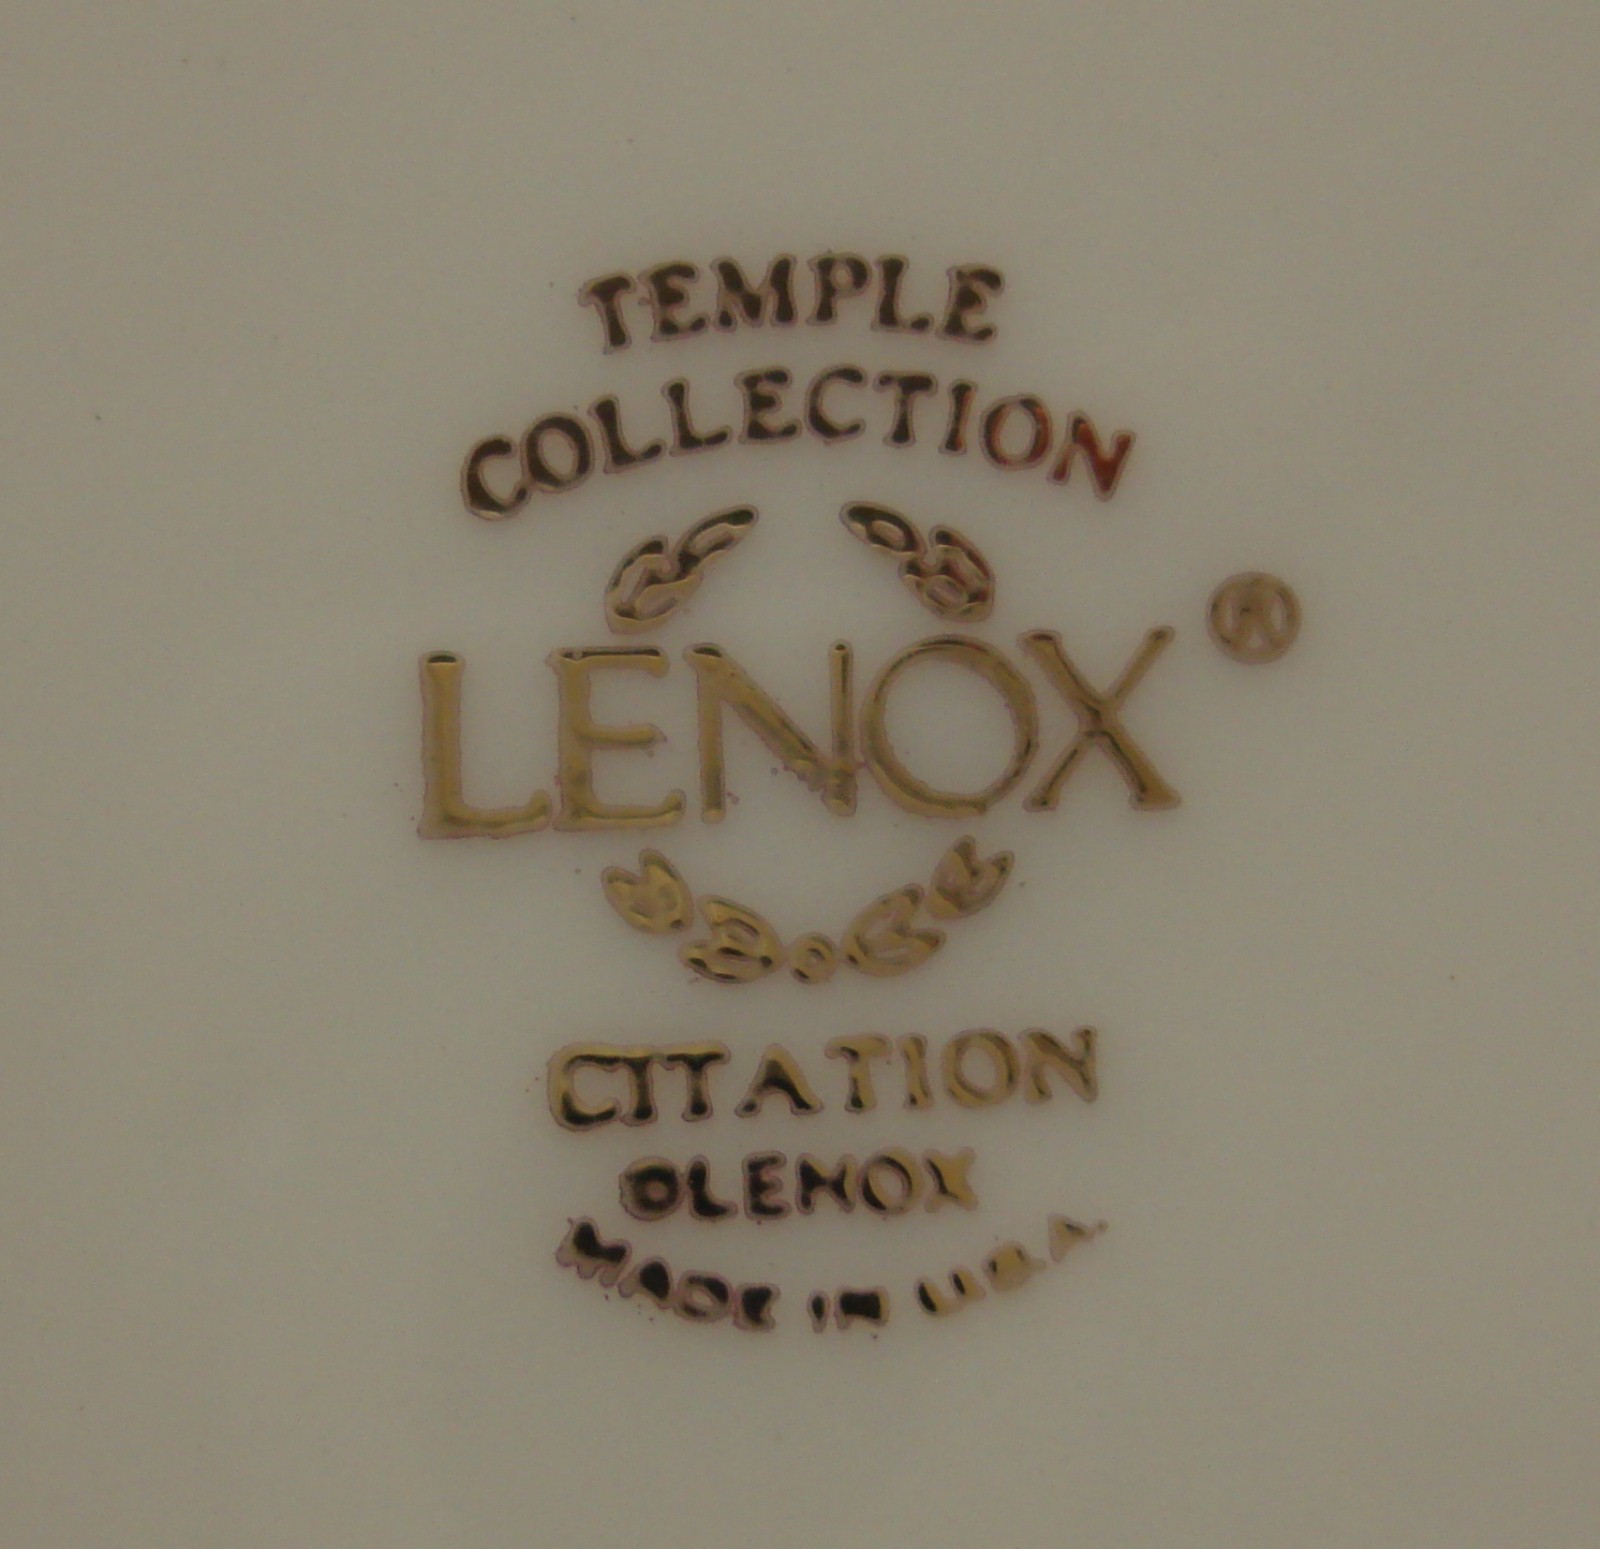 TEMPLE
COLLECTION
LENOX®
CITATION
©LENOX
MADE IN U.S.A.